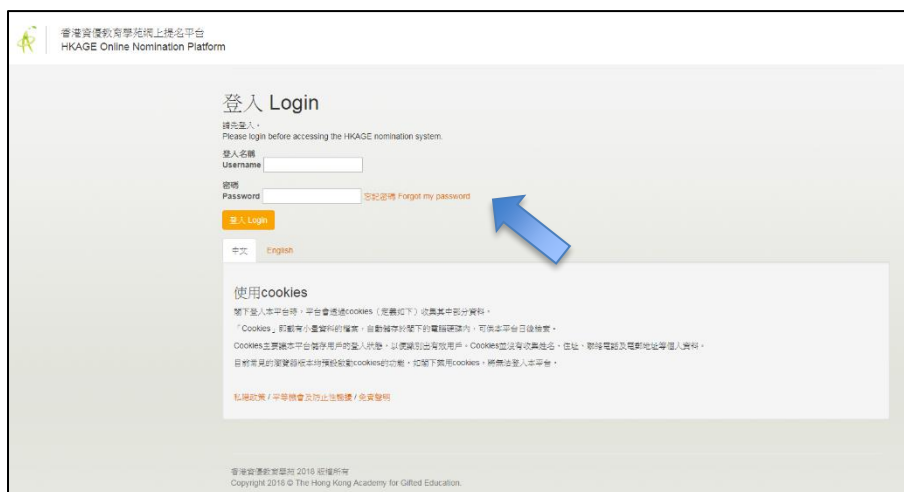 香港資優教育學苑網上提名平台
HKAGE Online Nomination Platform
登入 Login
請先登入。
Please login before accessing the HKAGE nomination system.
登入名稱
Username
密碼
Password 忘記密碼 Forgot my password
登入 Login
中文 English
使用cookies
閣下登入本平台時，平台會透過cookies（定義如下）收集其中部分資料。
「Cookies」即載有小量資料的檔案，自動儲存於閣下的電腦硬碟內，可供本平台日後檢索。
Cookies主要讓本平台儲存用戶的登入狀態，以便識別出有效用戶。Cookies並沒有收集姓名、住址、聯絡電話及電郵地址等個人資料。
目前常見的瀏覽器版本均預設啟動cookies的功能。如閣下禁用cookies，將無法登入本平台。
私隱政策 / 平等機會及防止性騷擾 / 免責聲明
香港資優教育學苑 2018 版權所有
Copyright 2018 © The Hong Kong Academy for Gifted Education.